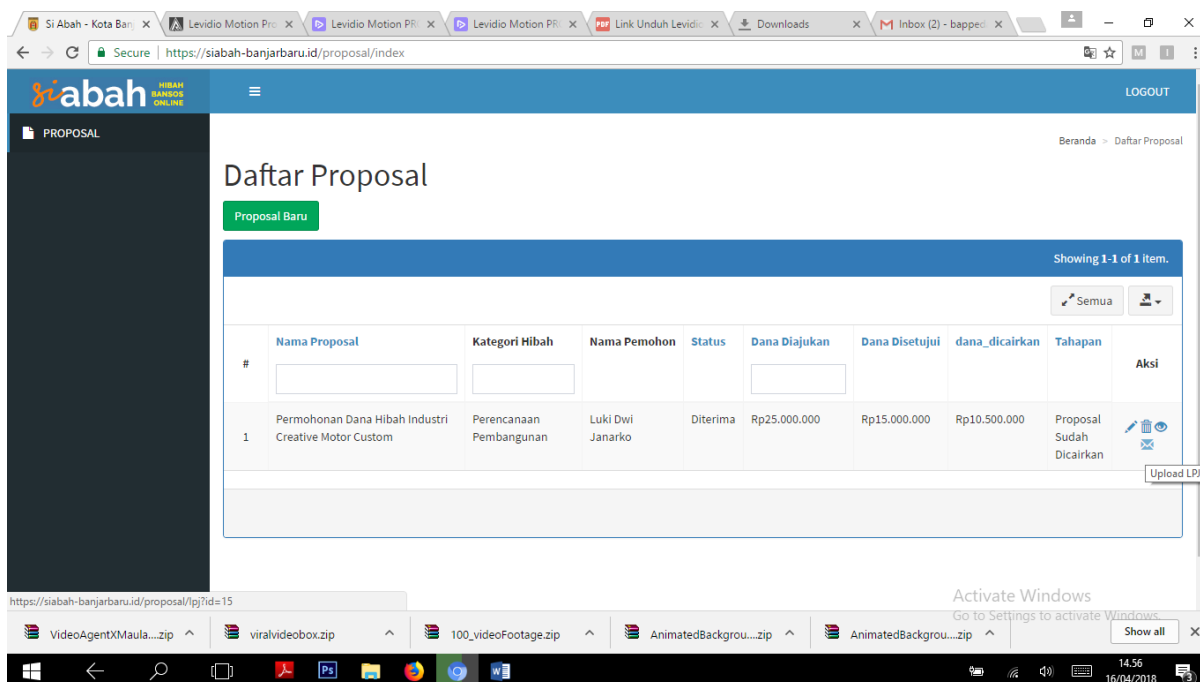 Si Abah - Kota Ban
Levidio Motion Pro
Levidio Motion PR
Levidio Motion PR
Link Unduh Levidio
Downloads
Inbox (2) - bapped
Secure | https://siabah-banjarbaru.id/proposal/index
siabah HIBAH
BANSOS
ONLINE
LOGOUT
PROPOSAL
Beranda > Daftar Proposal
Daftar Proposal
Proposal Baru
Showing 1-1 of 1 item.
Semua
# Nama Proposal Kategori Hibah Nama Pemohon Status Dana Diajukan Dana Disetujui dana_dicairkan Tahapan Aksi
1 Permohonan Dana Hibah Industri Perencanaan Luki Dwi Diterima Rp25.000.000 Rp15.000.000 Rp10.500.000 Proposal
Creative Motor Custom Pembangunan Janarko Sudah
Dicairkan
Upload LPJ
https://siabah-banjarbaru.id/proposal/lpj?id=15
Activate Windows
Go to Settings to activate Windows.
VideoAgentXMaula....zip
viralvideobox.zip
100_videoFootage.zip
AnimatedBackgrou....zip
AnimatedBackgrou....zip
Show all
14.56
16/04/2018